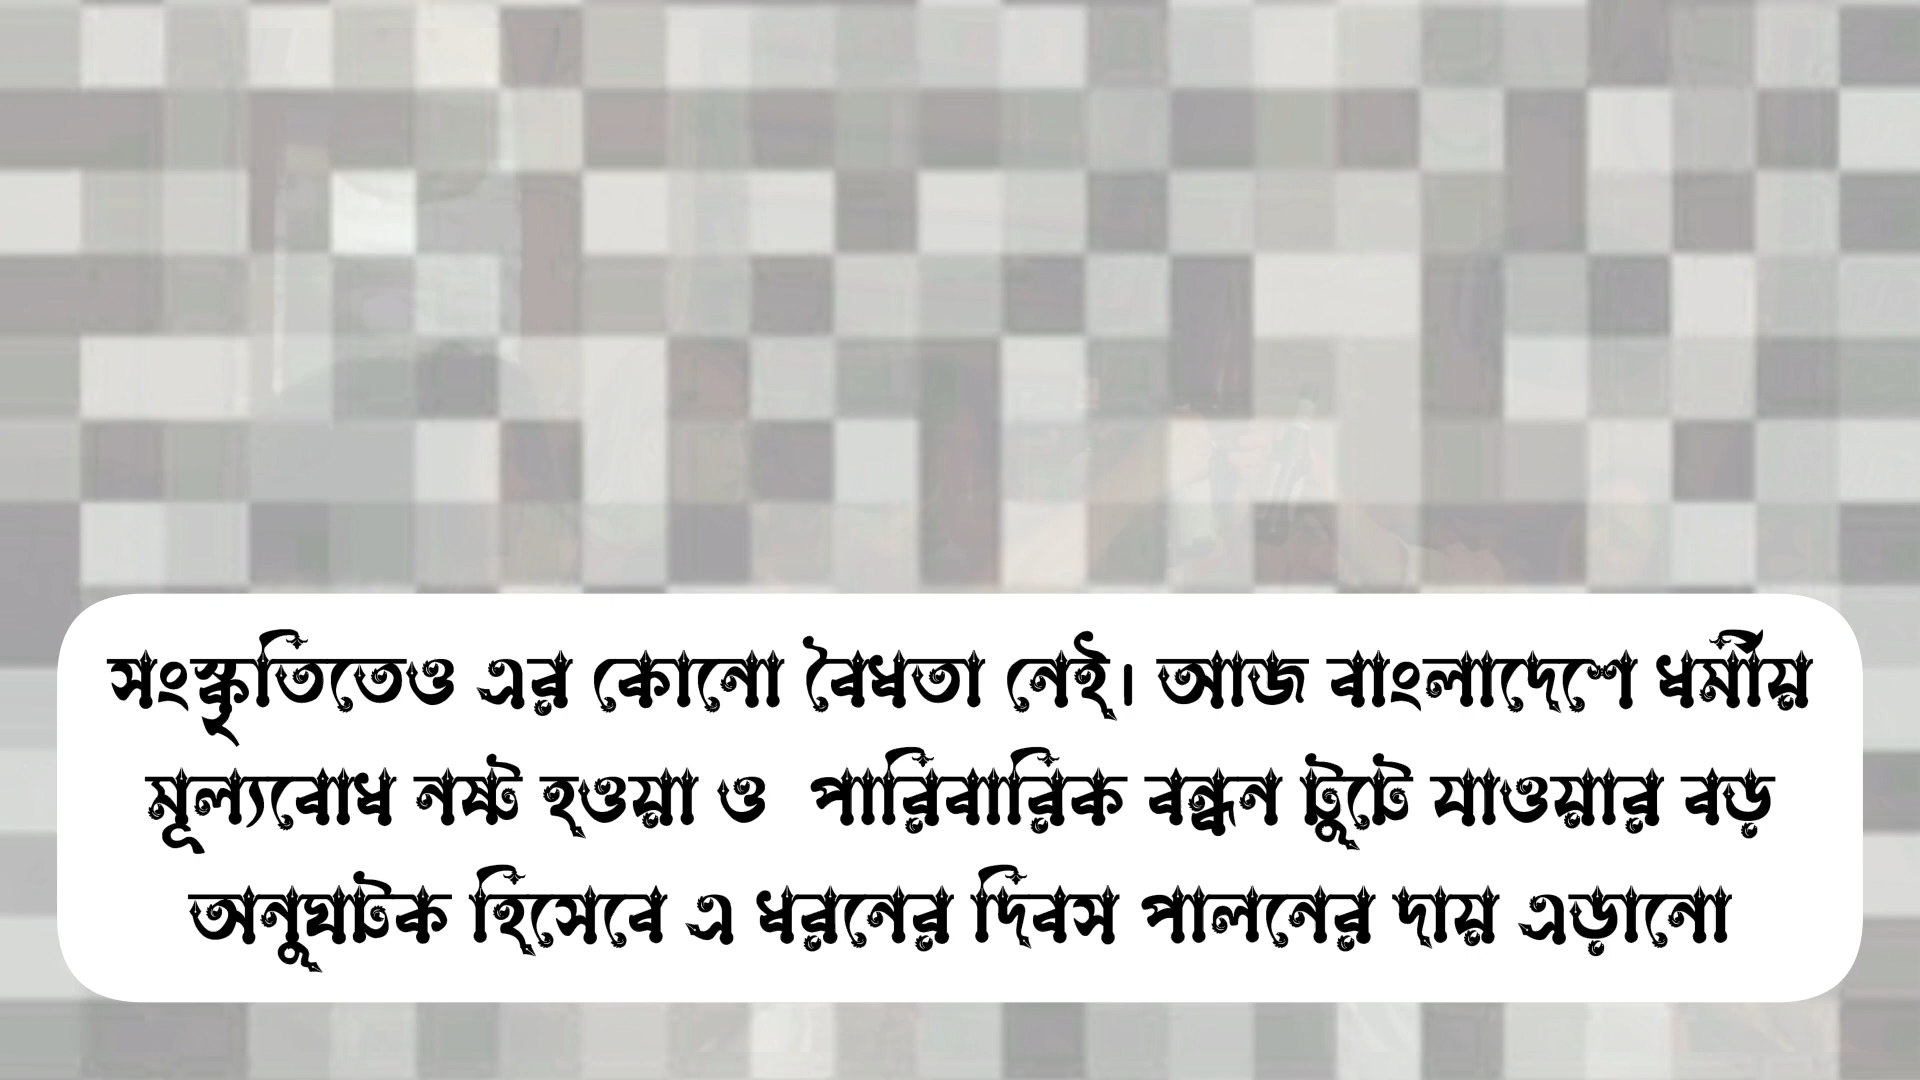 সংস্কৃতিতেও এর কোনো বৈধতা নেই। আজ বাংলাদেশে ধর্মীয়
মূল্যবোধ নষ্ট হওয়া ও পারিবারিক বন্ধন টুটে যাওয়ার বড়
অনুঘটক হিসেবে এ ধরনের দিবস পালনের দায় এড়ানো